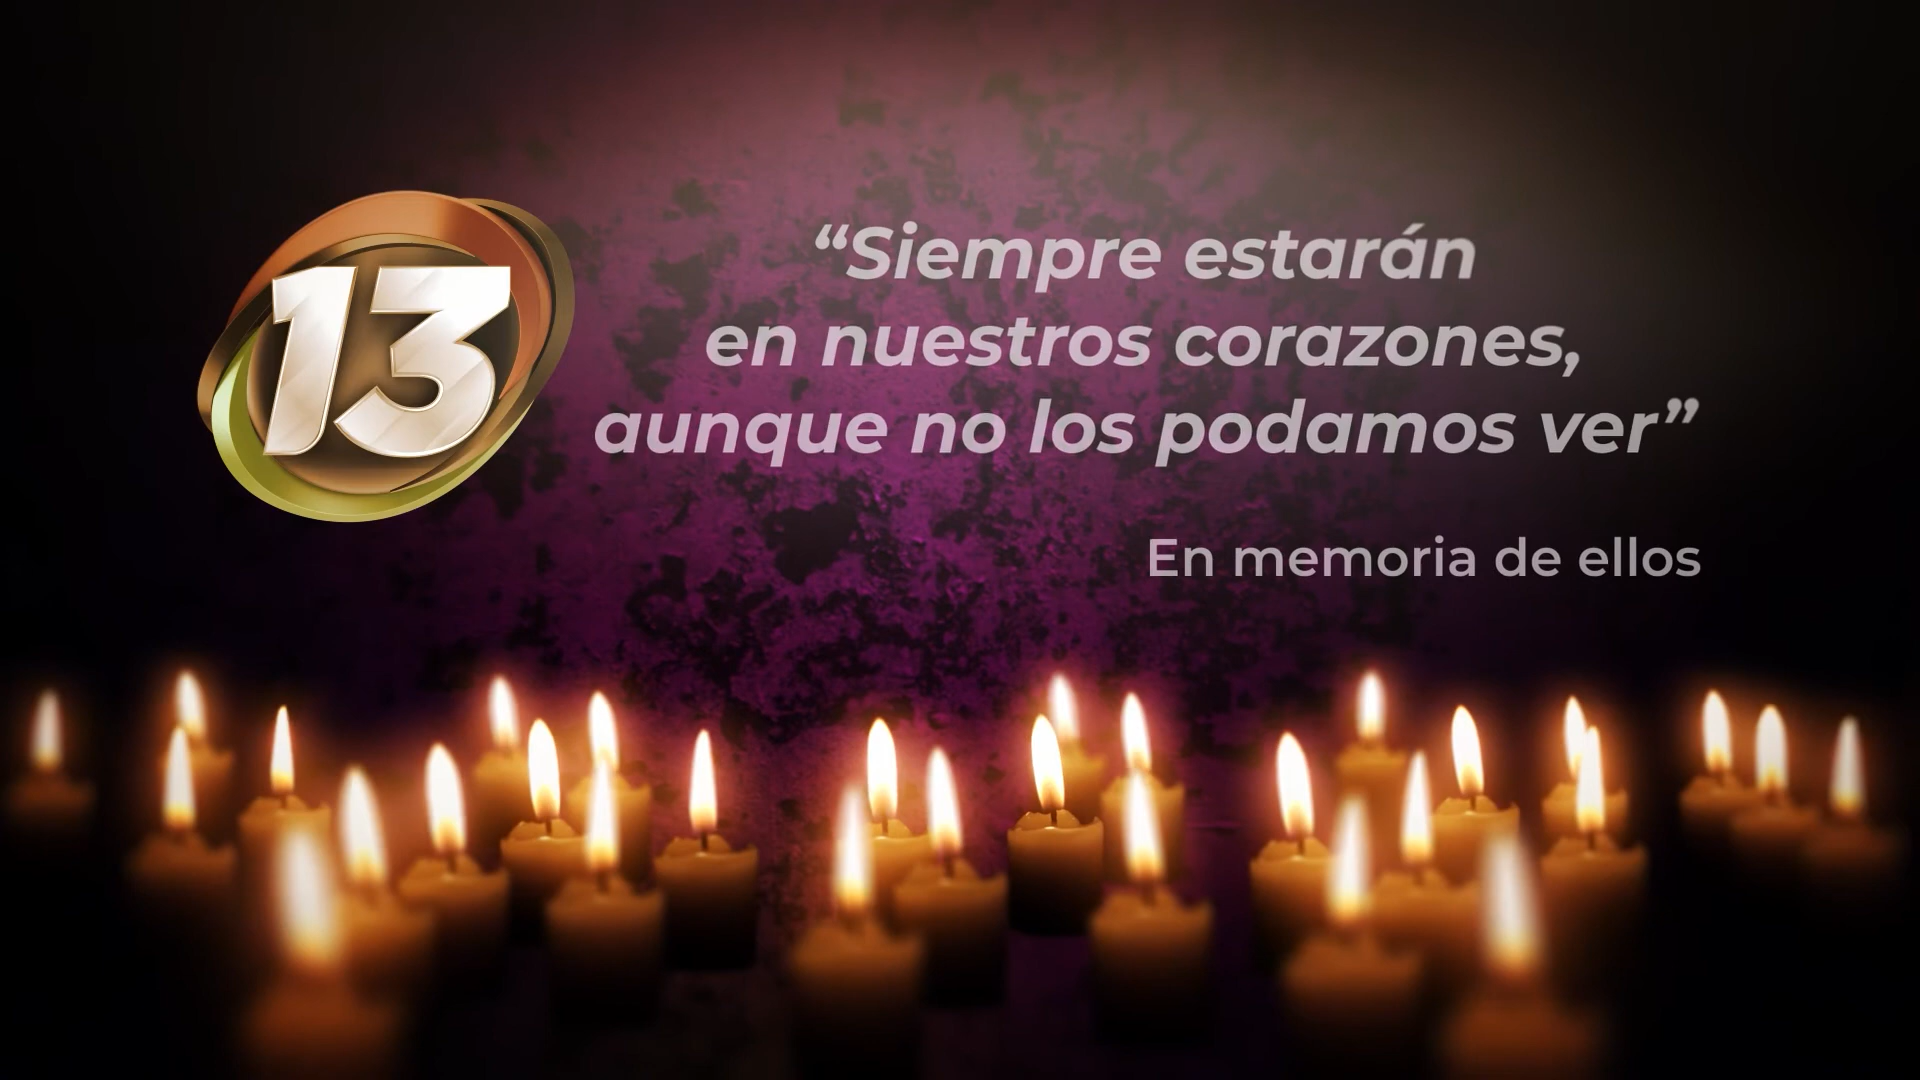 13
“Siempre estarán
en nuestros corazones,
aunque no los podamos ver”
En memoria de ellos